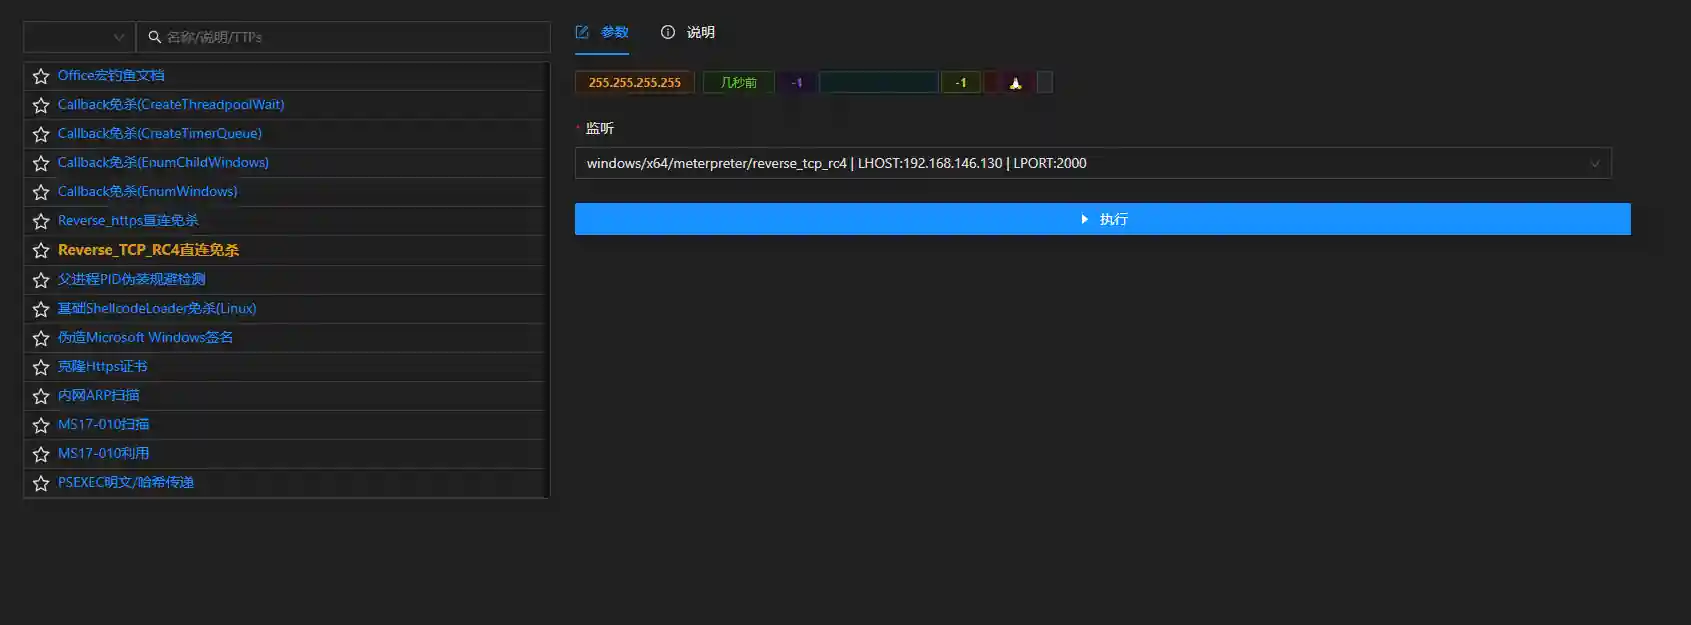 名称/说明/TTPs
Office宏钓鱼文档
Callback免杀(CreateThreadpoolWait)
Callback免杀(CreateTimerQueue)
Callback免杀(EnumChildWindows)
Callback免杀(EnumWindows)
Reverse_https直连免杀
Reverse_TCP_RC4直连免杀
父进程PID伪装规避检测
基础ShellcodeLoader免杀(Linux)
伪造Microsoft Windows签名
克隆Https证书
内网ARP扫描
MS17-010扫描
MS17-010利用
PSEXEC明文/哈希传递
参数 说明
255.255.255.255 几秒前 -1 -1
* 监听
windows/x64/meterpreter/reverse_tcp_rc4 | LHOST:192.168.146.130 | LPORT:2000
执行